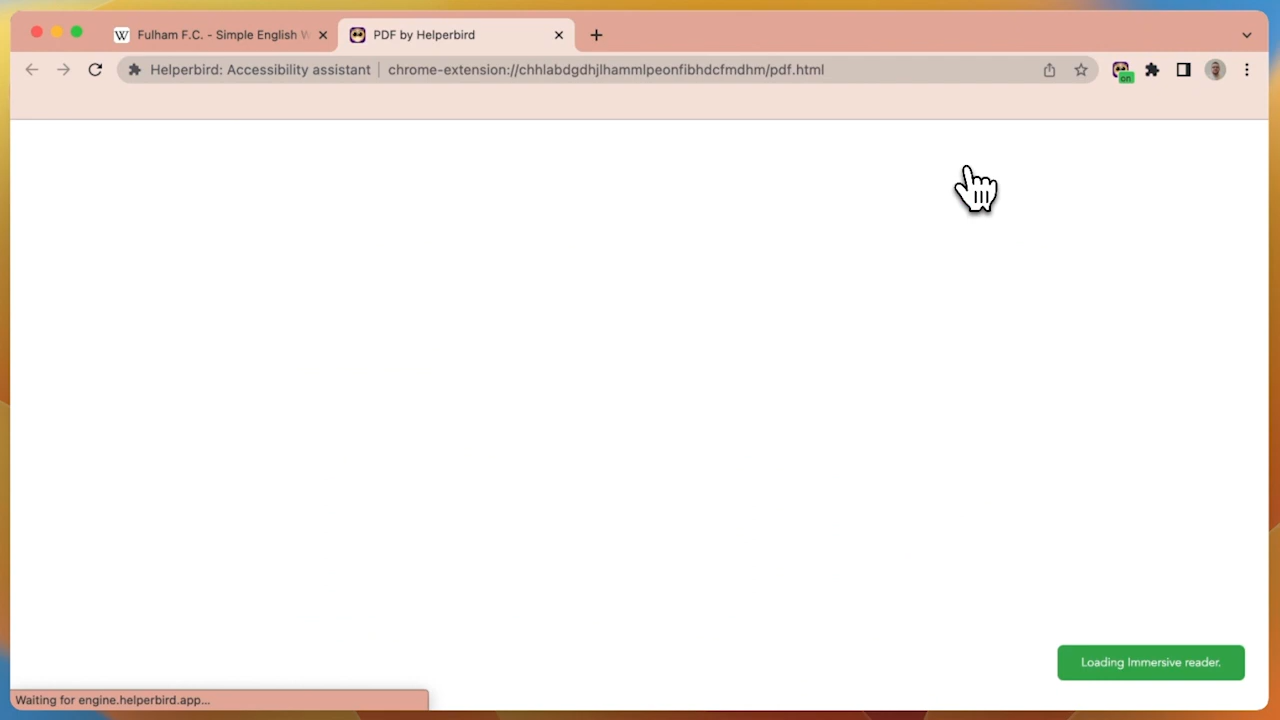 W Fulham F.C. - Simple English W
PDF by Helperbird
Helperbird: Accessibility assistant
chrome-extension://chhlabdgdhjlhammlpeonfibhdcfmdhm/pdf.html
on
Loading Immersive reader.
Waiting for engine.helperbird.app...